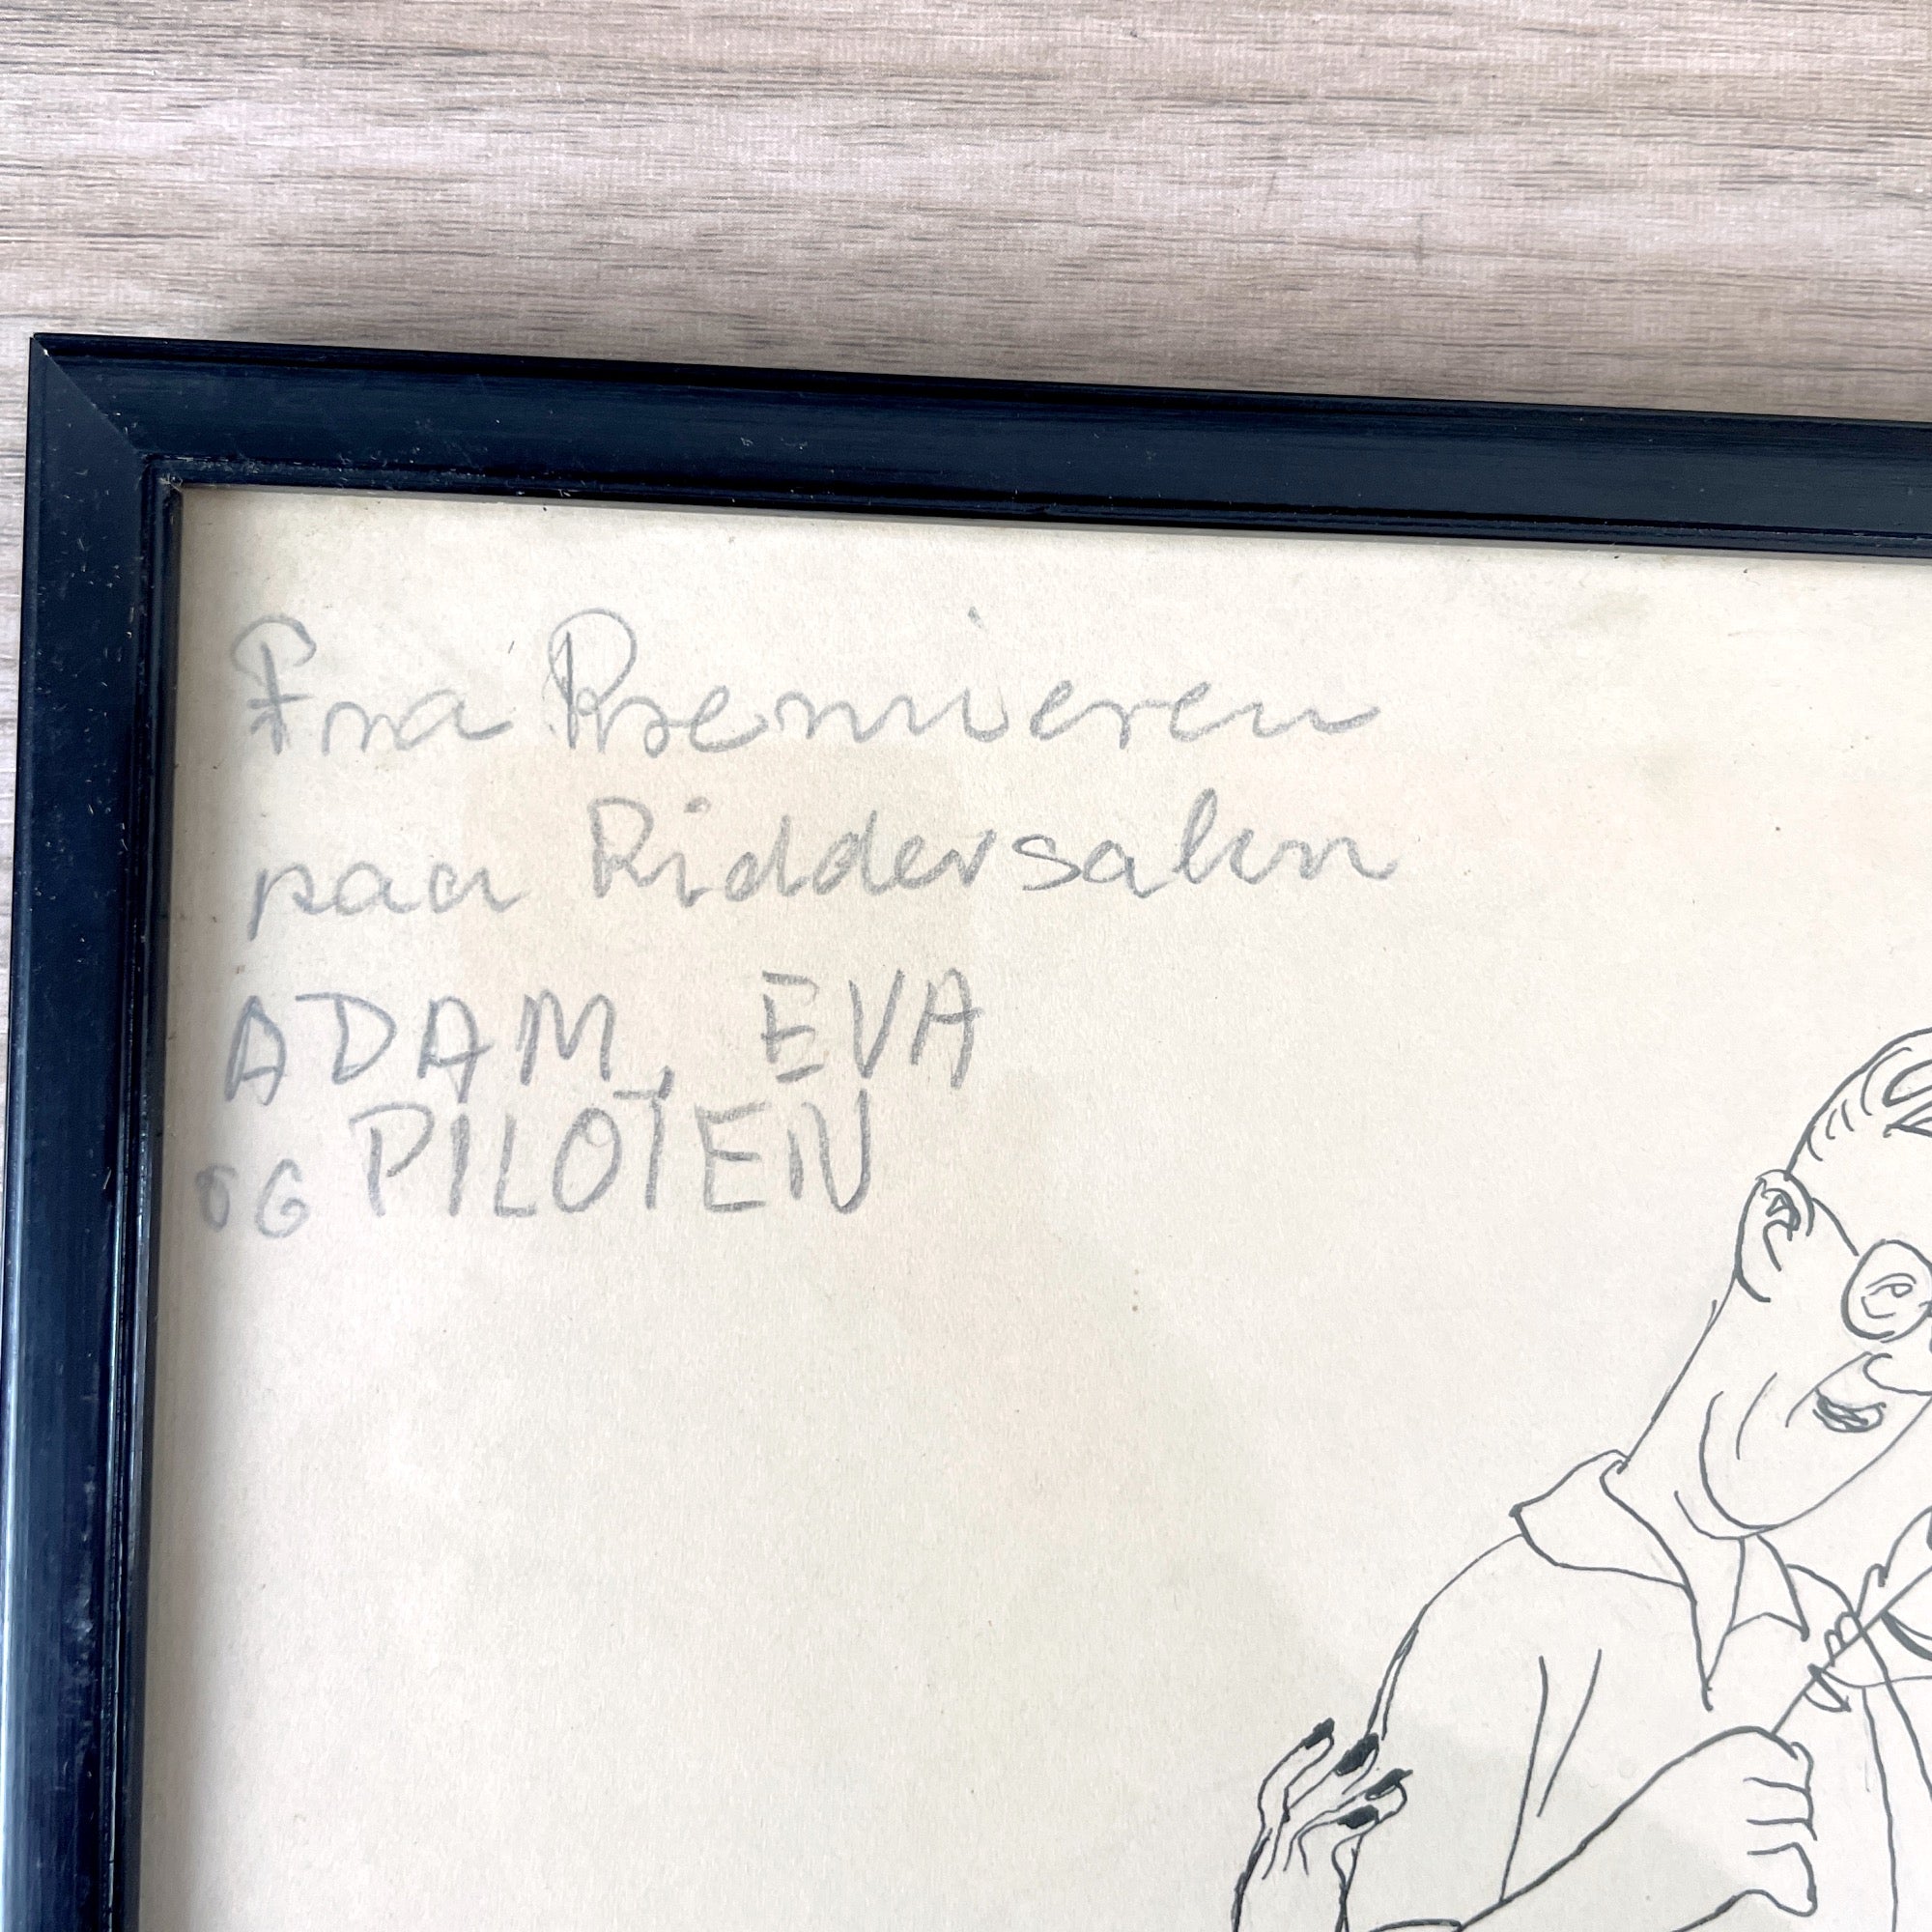 Fra Premieren
paa Riddersalen
ADAM, EVA
OG PILOTEN